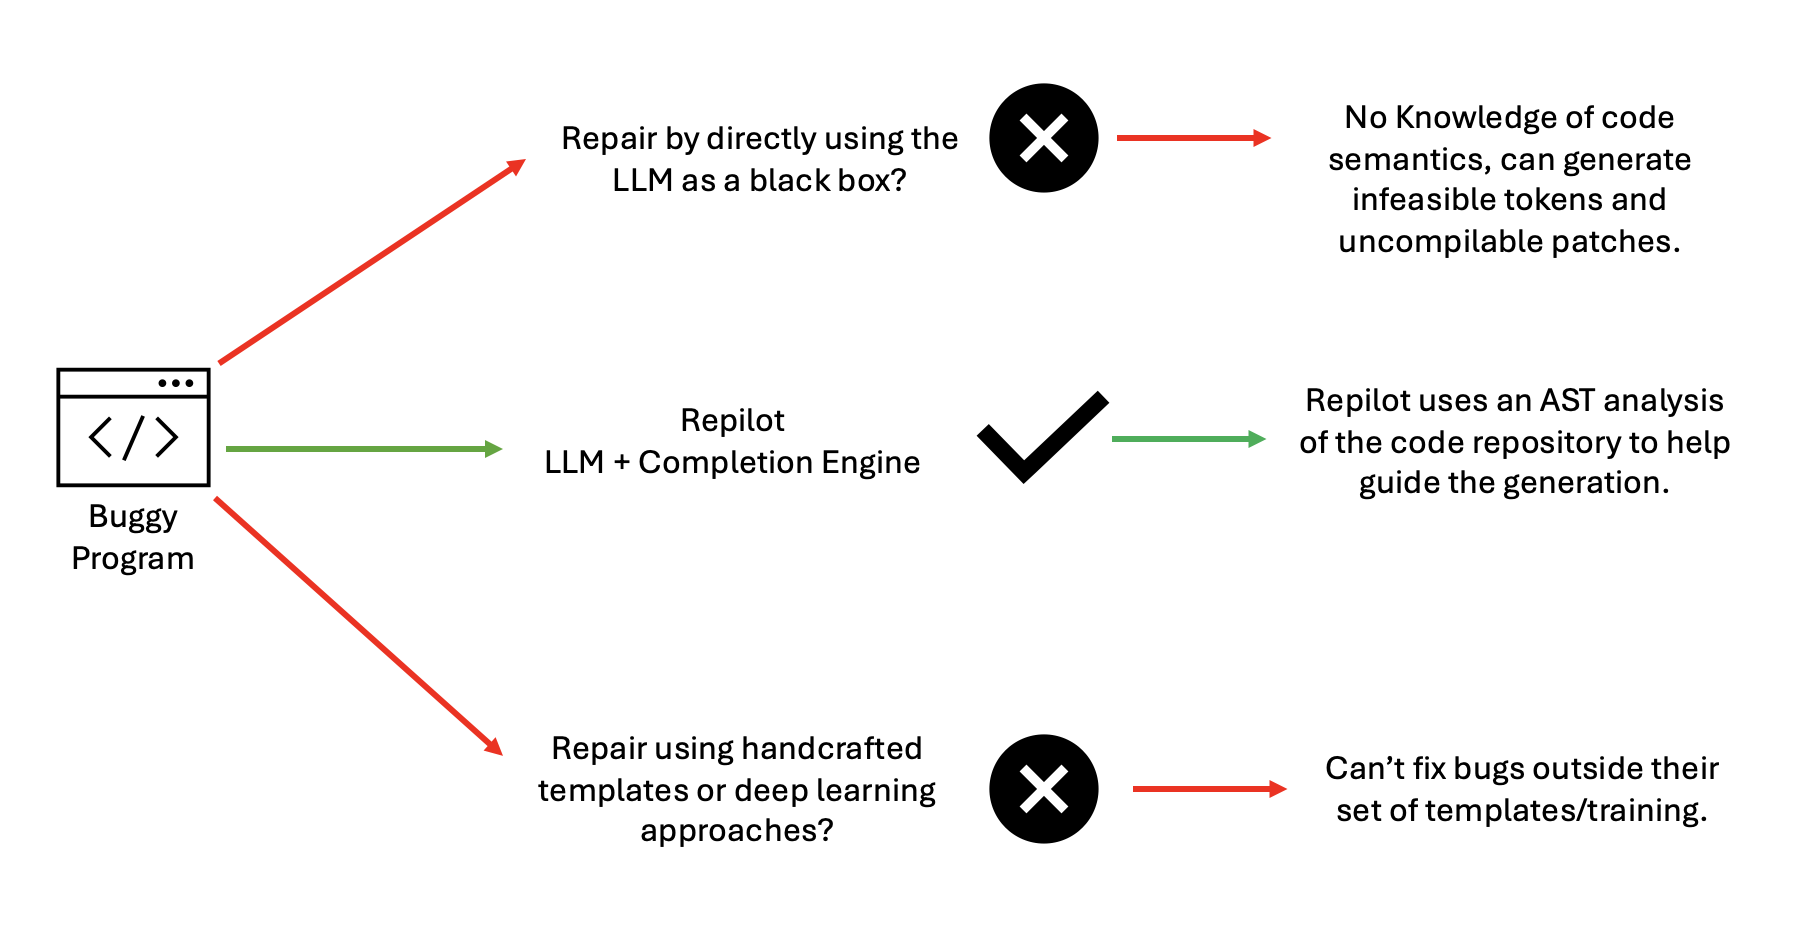 Repair by directly using the
LLM as a black box?
No Knowledge of code
semantics, can generate
infeasible tokens and
uncompilable patches.
</>
Buggy
Program
Repilot
LLM + Completion Engine
Repilot uses an AST analysis
of the code repository to help
guide the generation.
Repair using handcrafted
templates or deep learning
approaches?
Can’t fix bugs outside their
set of templates/training.